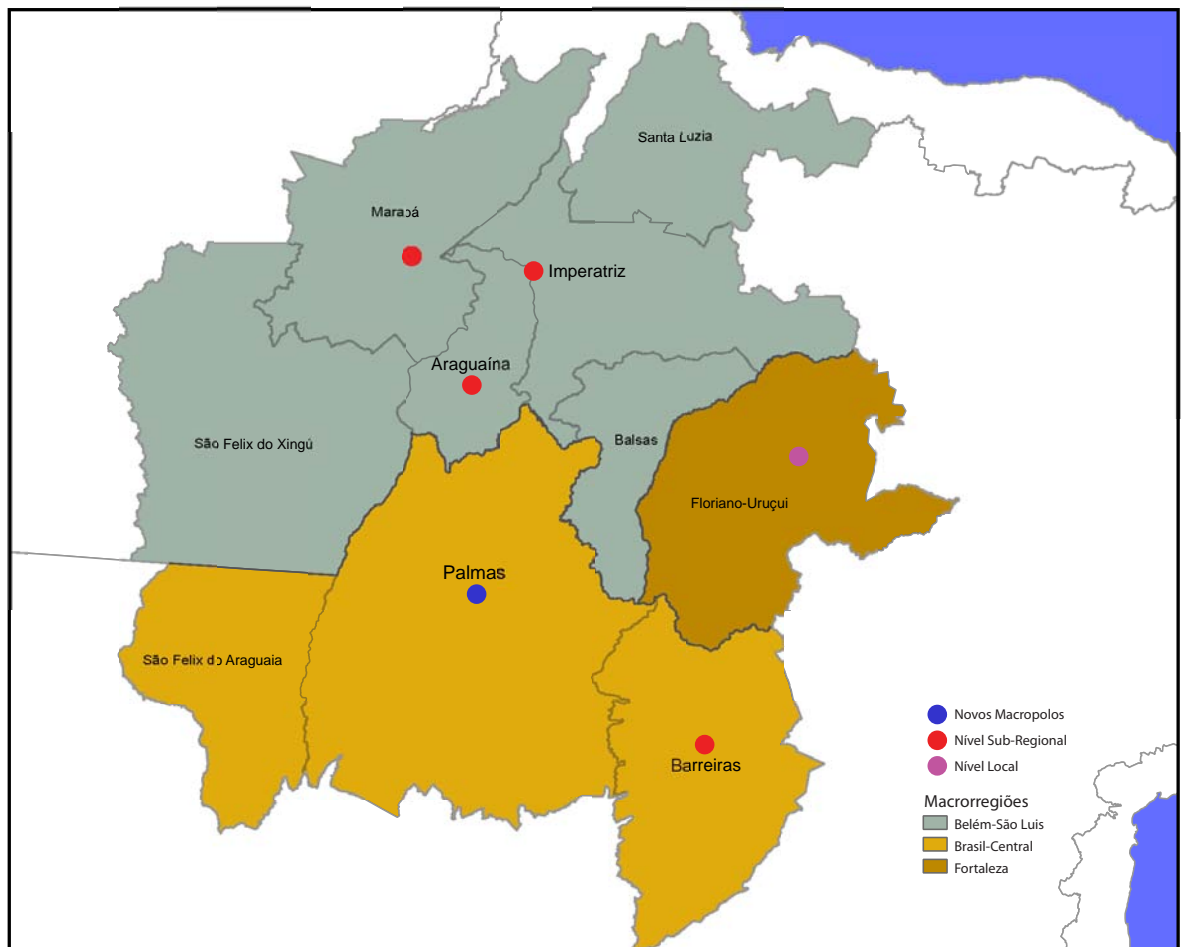 Santa Luzia
Marabá
Imperatriz
Araguaína
São Felix do Xingú
Balsas
Floriano-Uruçui
Palmas
São Felix do Araguaia
Barreiras
Novos Macropolos
Nível Sub-Regional
Nível Local
Macrorregiões
Belém-São Luis
Brasil-Central
Fortaleza